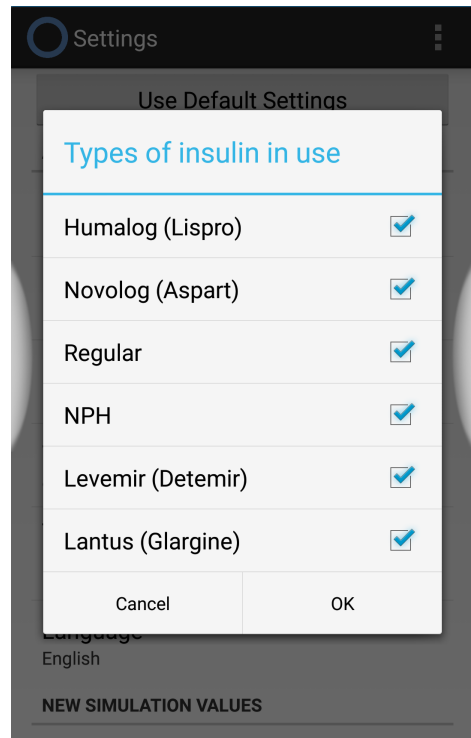 Settings
Use Default Settings
Types of insulin in use
Humalog (Lispro)
Novolog (Aspart)
Regular
NPH
Levemir (Detemir)
Lantus (Glargine)
Cancel OK
Language
English
NEW SIMULATION VALUES